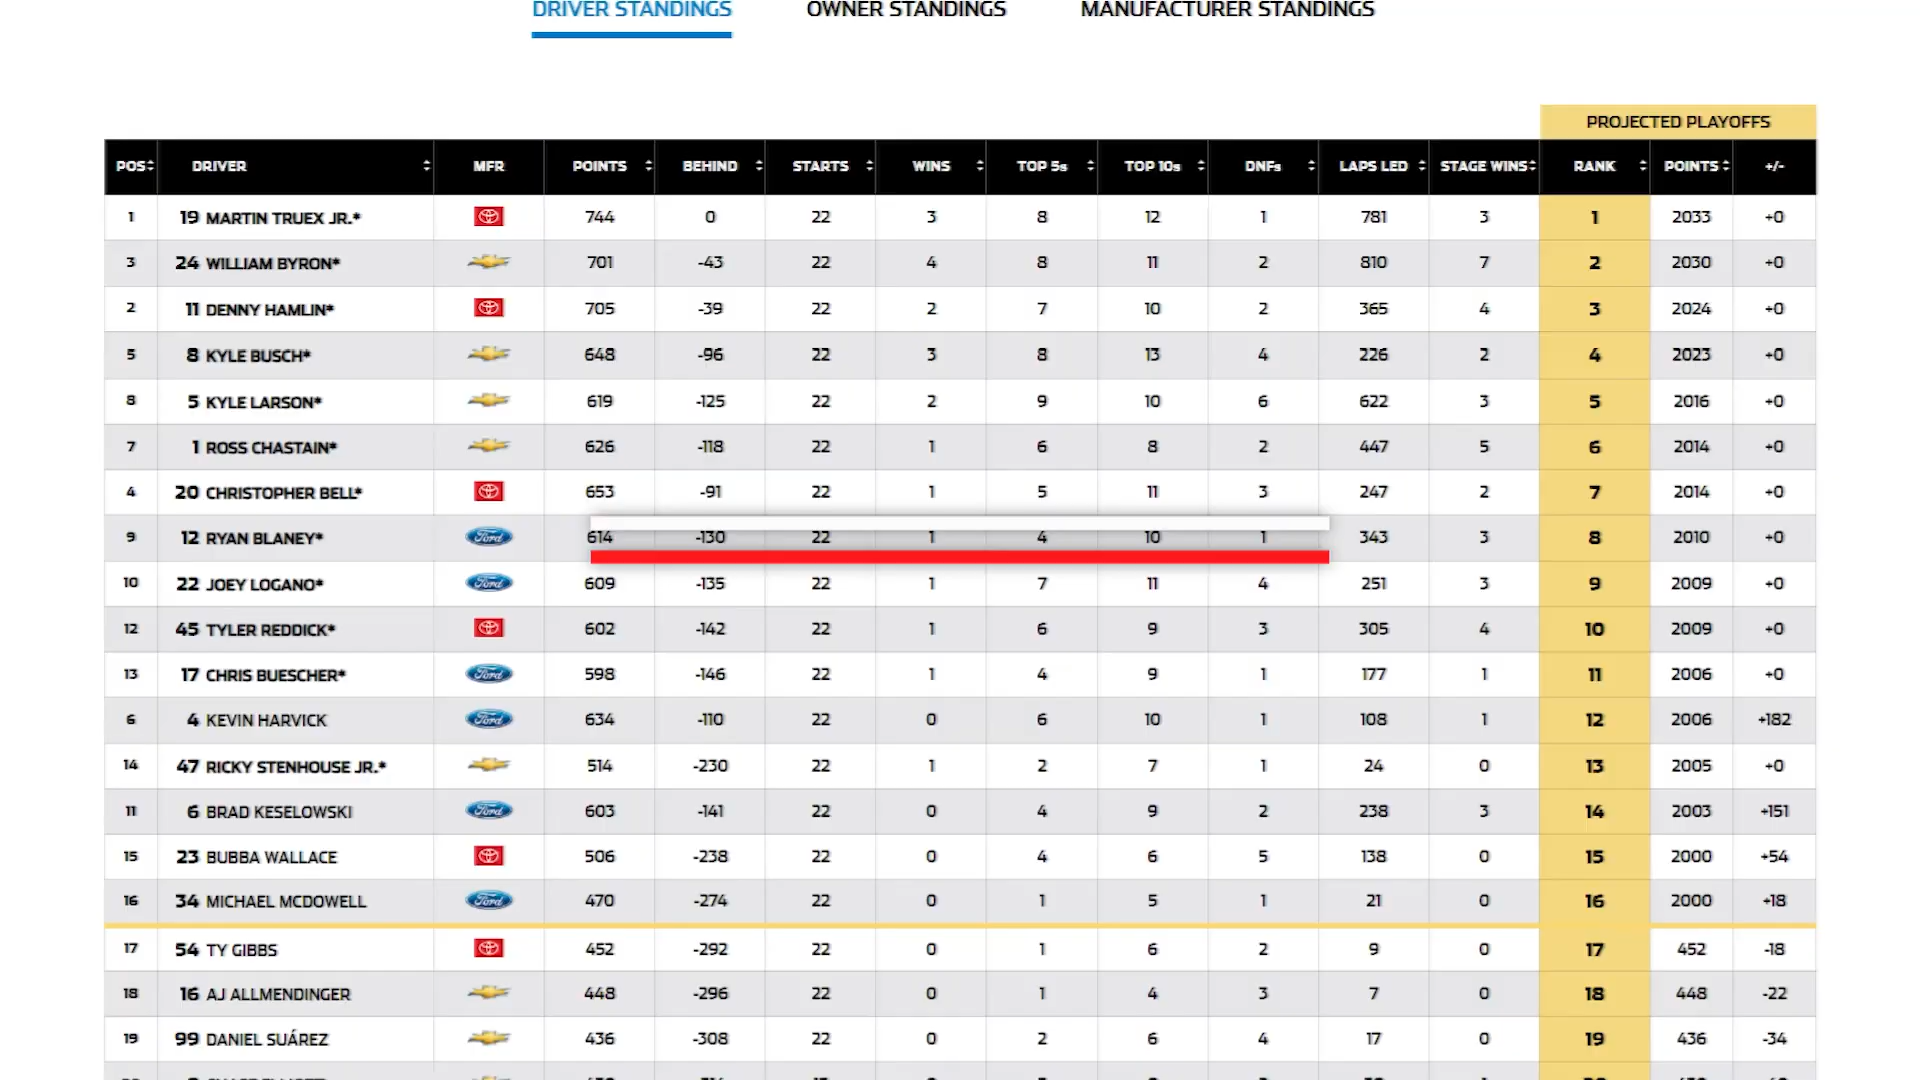 DRIVER STANDINGS OWNER STANDINGS MANUFACTURER STANDINGS
PROJECTED PLAYOFFS
POS DRIVER MFR POINTS BEHIND STARTS WINS TOP 5s TOP 10s DNFs LAPS LED STAGE WINS RANK POINTS +/-
1 19 MARTIN TRUEX JR.* 744 0 22 3 8 12 1 781 3 1 2033 +0
3 24 WILLIAM BYRON* 701 -43 22 4 8 11 2 810 7 2 2030 +0
2 11 DENNY HAMLIN* 705 -39 22 2 7 10 2 365 4 3 2024 +0
5 8 KYLE BUSCH* 648 -96 22 3 8 13 4 226 2 4 2023 +0
8 5 KYLE LARSON* 619 -125 22 2 9 10 6 622 3 5 2016 +0
7 1 ROSS CHASTAIN* 626 -118 22 1 6 8 2 447 5 6 2014 +0
4 20 CHRISTOPHER BELL* 653 -91 22 1 5 11 3 247 2 7 2014 +0
9 12 RYAN BLANEY* Ford 614 -130 22 1 4 10 1 343 3 8 2010 +0
10 22 JOEY LOGANO* Ford 609 -135 22 1 7 11 4 251 3 9 2009 +0
12 45 TYLER REDDICK* 602 -142 22 1 6 9 3 305 4 10 2009 +0
13 17 CHRIS BUESCHER* Ford 598 -146 22 1 4 9 1 177 1 11 2006 +0
6 4 KEVIN HARVICK Ford 634 -110 22 0 6 10 1 108 1 12 2006 +182
14 47 RICKY STENHOUSE JR.* 514 -230 22 1 2 7 1 24 0 13 2005 +0
11 6 BRAD KESELOWSKI Ford 603 -141 22 0 4 9 2 238 3 14 2003 +151
15 23 BUBBA WALLACE 506 -238 22 0 4 6 5 138 0 15 2000 +54
16 34 MICHAEL MCDOWELL Ford 470 -274 22 0 1 5 1 21 0 16 2000 +18
17 54 TY GIBBS 452 -292 22 0 1 6 2 9 0 17 452 -18
18 16 AJ ALLMENDINGER 448 -296 22 0 1 4 3 7 0 18 448 -22
19 99 DANIEL SUÁREZ 436 -308 22 0 2 6 4 17 0 19 436 -34